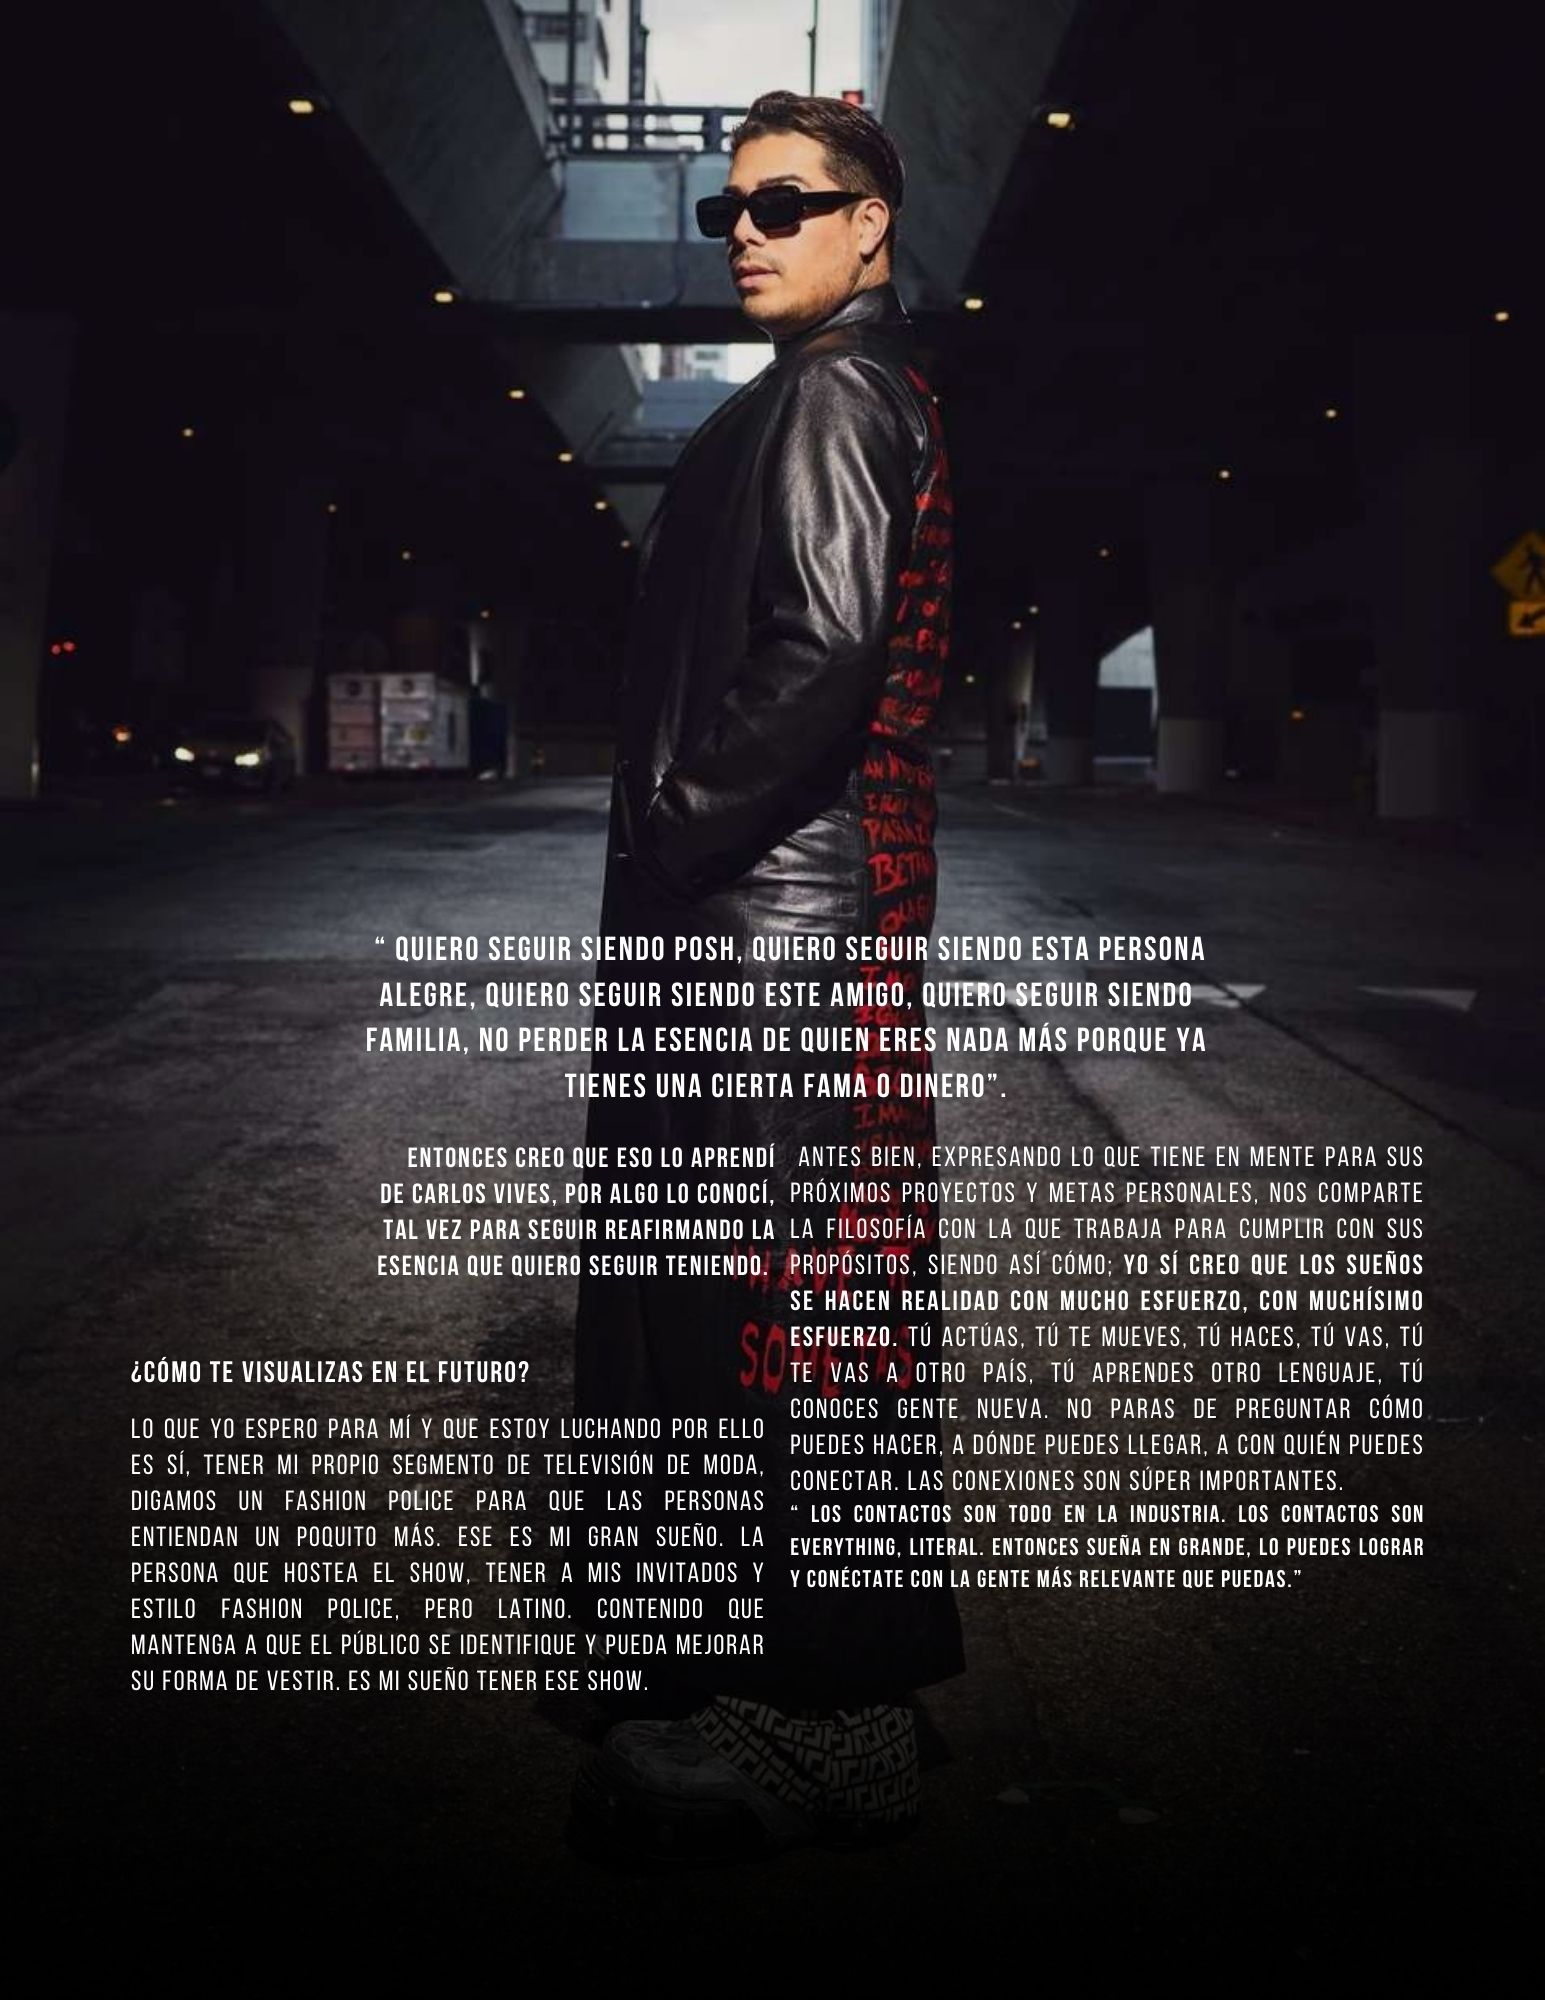 “ QUIERO SEGUIR SIENDO POSH, QUIERO SEGUIR SIENDO ESTA PERSONA
ALEGRE, QUIERO SEGUIR SIENDO ESTE AMIGO, QUIERO SEGUIR SIENDO
FAMILIA, NO PERDER LA ESENCIA DE QUIEN ERES NADA MÁS PORQUE YA
TIENES UNA CIERTA FAMA O DINERO”.
ENTONCES CREO QUE ESO LO APRENDÍ
DE CARLOS VIVES, POR ALGO LO CONOCÍ,
TAL VEZ PARA SEGUIR REAFIRMANDO LA
ESENCIA QUE QUIERO SEGUIR TENIENDO.
¿CÓMO TE VISUALIZAS EN EL FUTURO?
LO QUE YO ESPERO PARA MÍ Y QUE ESTOY LUCHANDO POR ELLO
ES SÍ, TENER MI PROPIO SEGMENTO DE TELEVISIÓN DE MODA,
DIGAMOS UN FASHION POLICE PARA QUE LAS PERSONAS
ENTIENDAN UN POQUITO MÁS. ESE ES MI GRAN SUEÑO. LA
PERSONA QUE HOSTEA EL SHOW, TENER A MIS INVITADOS Y
ESTILO FASHION POLICE, PERO LATINO. CONTENIDO QUE
MANTENGA A QUE EL PÚBLICO SE IDENTIFIQUE Y PUEDA MEJORAR
SU FORMA DE VESTIR. ES MI SUEÑO TENER ESE SHOW.
ANTES BIEN, EXPRESANDO LO QUE TIENE EN MENTE PARA SUS
PRÓXIMOS PROYECTOS Y METAS PERSONALES, NOS COMPARTE
LA FILOSOFÍA CON LA QUE TRABAJA PARA CUMPLIR CON SUS
PROPÓSITOS, SIENDO ASÍ CÓMO; YO SÍ CREO QUE LOS SUEÑOS
SE HACEN REALIDAD CON MUCHO ESFUERZO, CON MUCHÍSIMO
ESFUERZO. TÚ ACTÚAS, TÚ TE MUEVES, TÚ HACES, TÚ VAS, TÚ
TE VAS A OTRO PAÍS, TÚ APRENDES OTRO LENGUAJE, TÚ
CONOCES GENTE NUEVA. NO PARAS DE PREGUNTAR CÓMO
PUEDES HACER, A DÓNDE PUEDES LLEGAR, A CON QUIÉN PUEDES
CONECTAR. LAS CONEXIONES SON SÚPER IMPORTANTES.
“ LOS CONTACTOS SON TODO EN LA INDUSTRIA. LOS CONTACTOS SON
EVERYTHING, LITERAL. ENTONCES SUEÑA EN GRANDE, LO PUEDES LOGRAR
Y CONÉCTATE CON LA GENTE MÁS RELEVANTE QUE PUEDAS.”